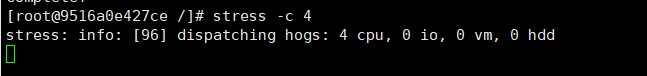 [root@9516a0e427ce /]# stress -c 4
stress: info: [96] dispatching hogs: 4 cpu, 0 io, 0 vm, 0 hdd